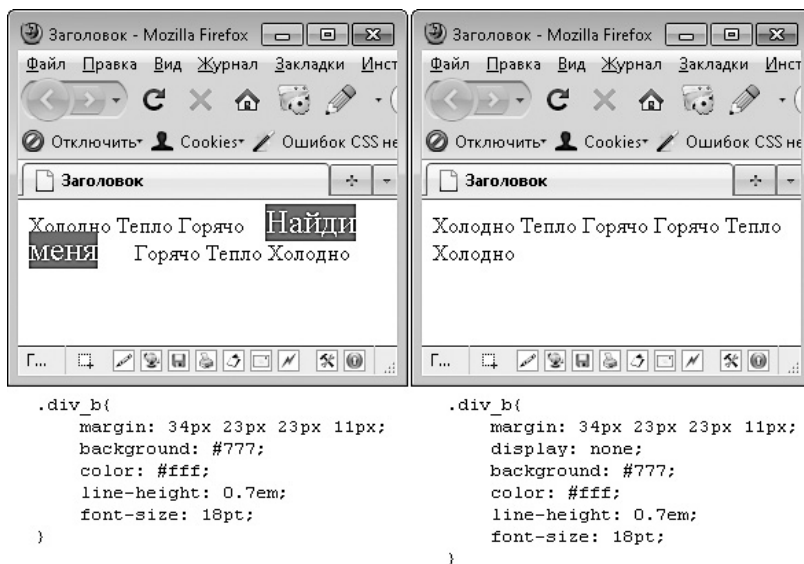 Заголовок - Mozilla Firefox
Файл Правка Вид Журнал Закладки Инст
Отключить Cookies Ошибок CSS не
Заголовок
Холодно Тепло Горячо Найди
меня Горячо Тепло Холодно
Г...
.div_b{
margin: 34px 23px 23px 11px;
background: #777;
color: #fff;
line-height: 0.7em;
font-size: 18pt;
}
Заголовок - Mozilla Firefox
Файл Правка Вид Журнал Закладки Инст
Отключить Cookies Ошибок CSS не
Заголовок
Холодно Тепло Горячо Горячо Тепло
Холодно
Г...
.div_b{
margin: 34px 23px 23px 11px;
display: none;
background: #777;
color: #fff;
line-height: 0.7em;
font-size: 18pt;
}